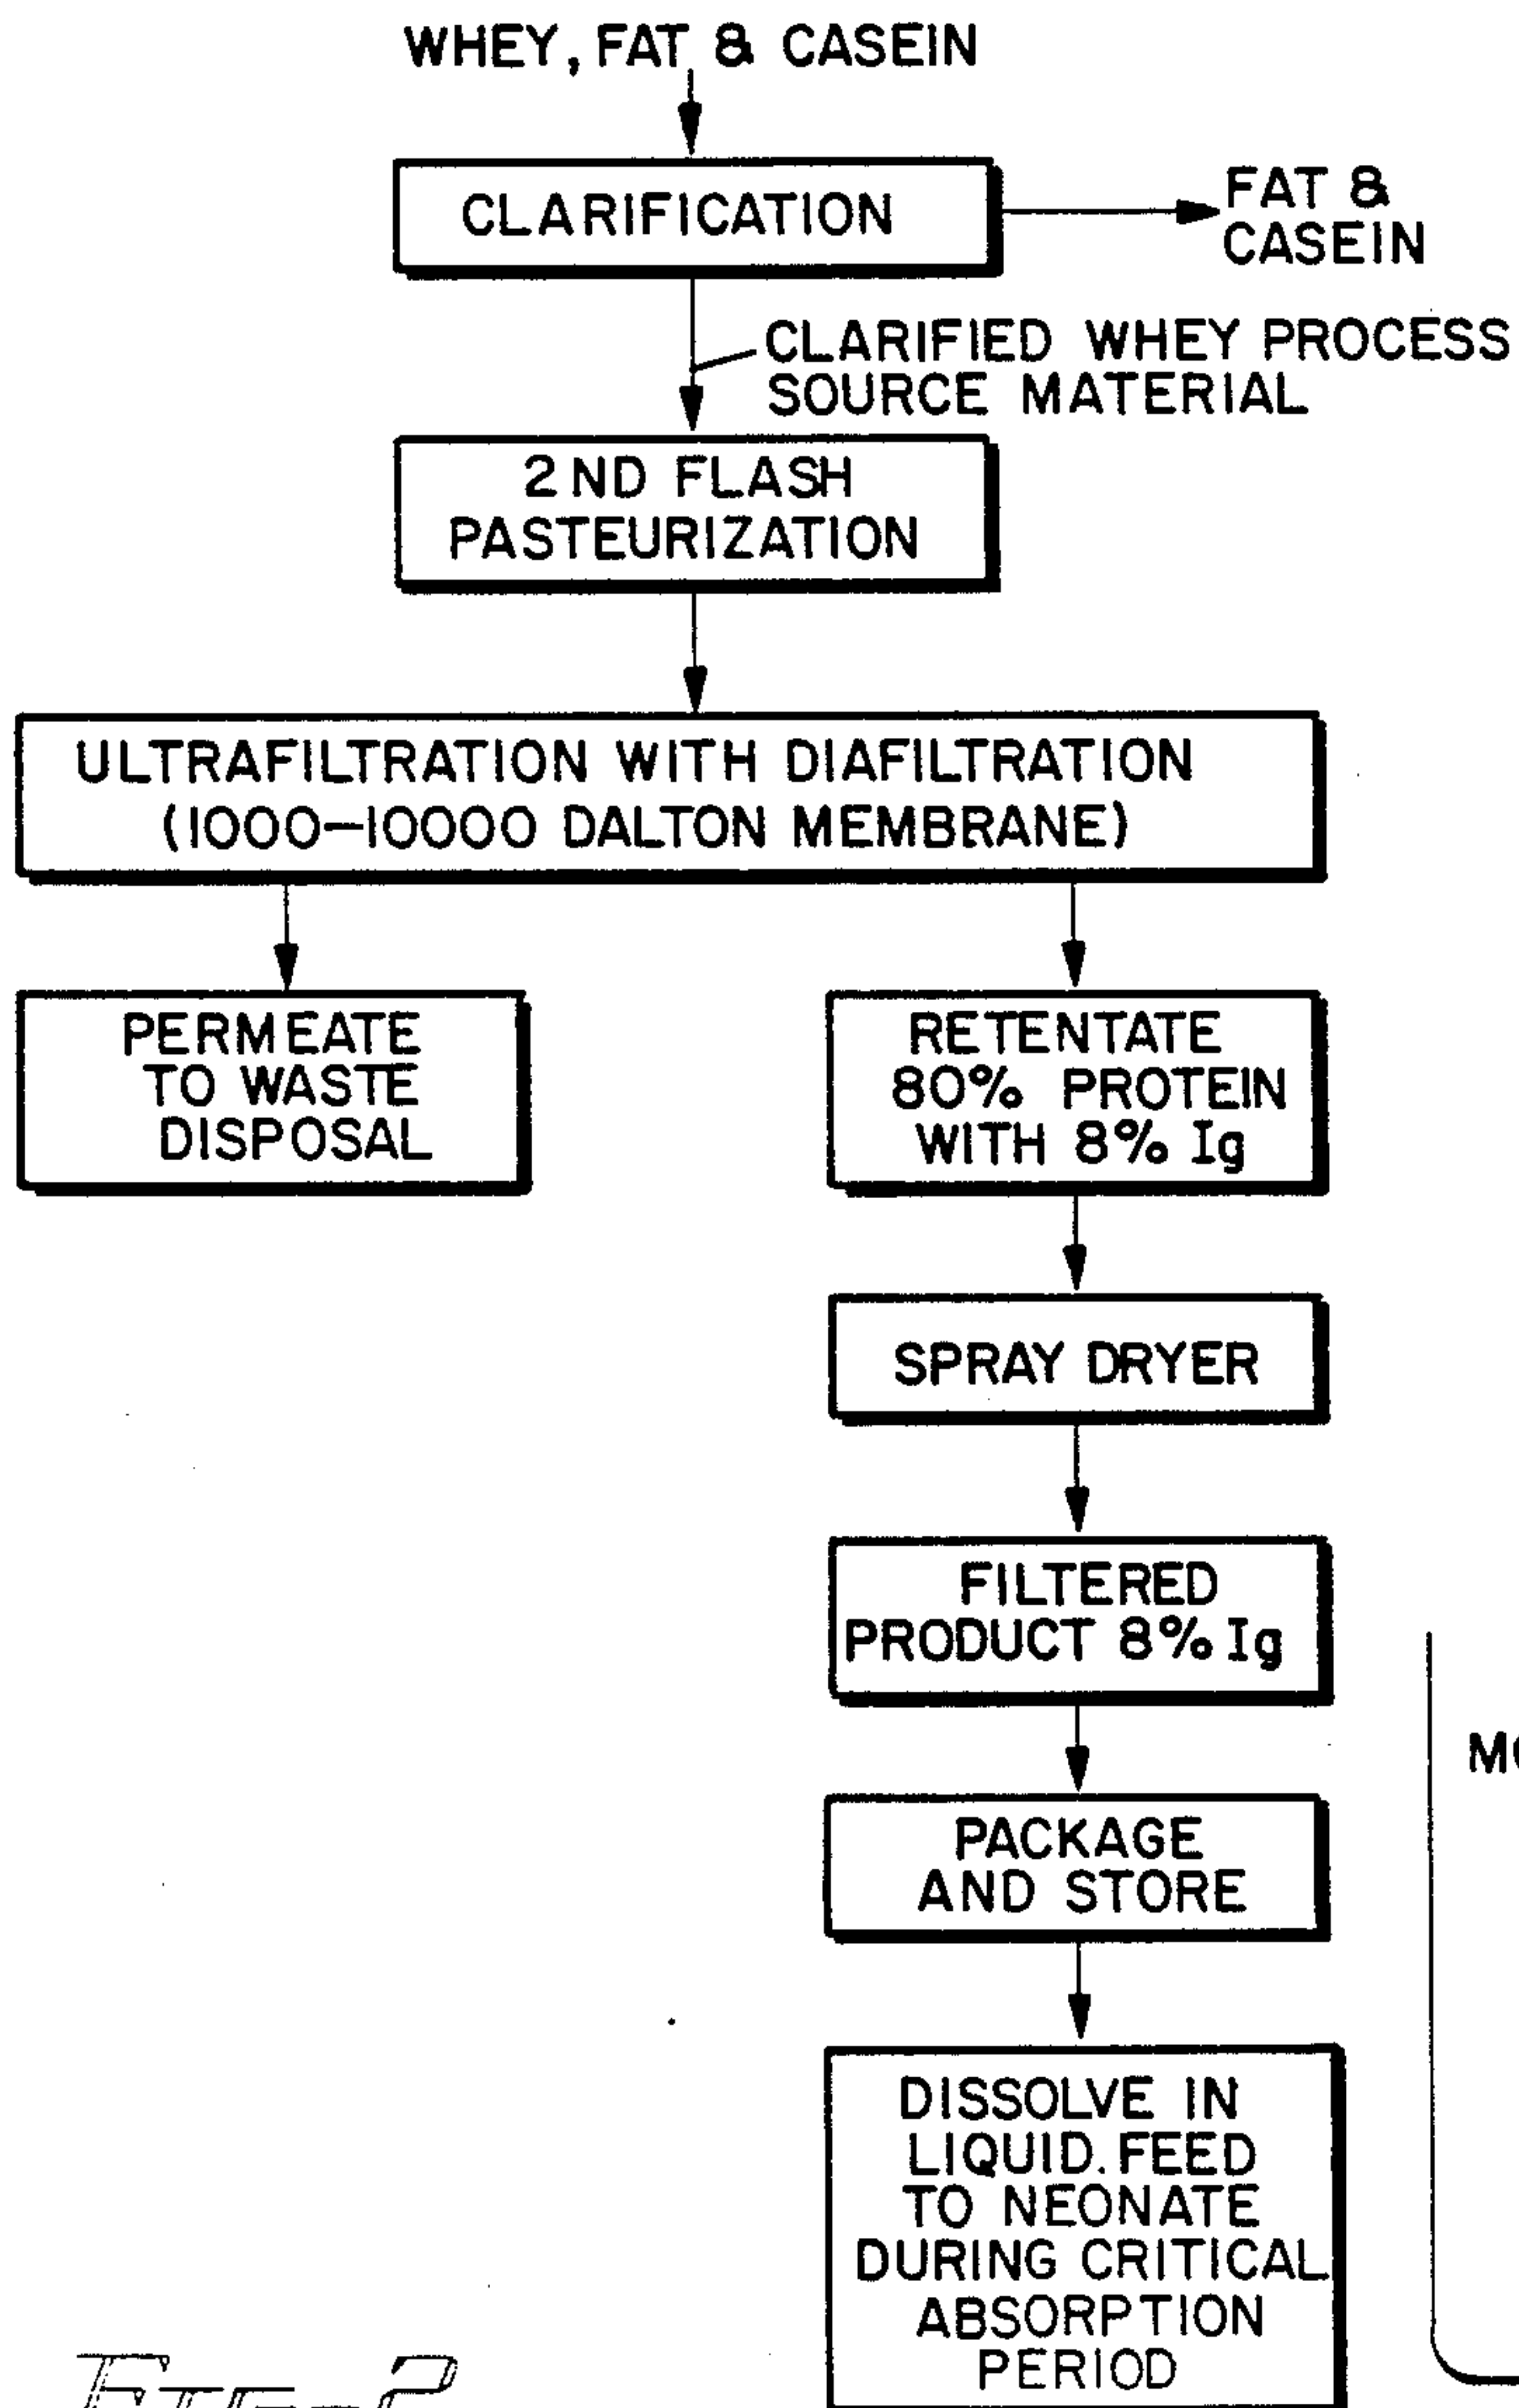 WHEY, FAT & CASEIN
CLARIFICATION
FAT &
CASEIN
CLARIFIED WHEY PROCESS
SOURCE MATERIAL
2ND FLASH
PASTEURIZATION
ULTRAFILTRATION WITH DIAFILTRATION
(1000-10000 DALTON MEMBRANE)
PERMEATE
TO WASTE
DISPOSAL
RETENTATE
80% PROTEIN
WITH 8% Ig
SPRAY DRYER
FILTERED
PRODUCT 8% Ig
PACKAGE
AND STORE
DISSOLVE IN
LIQUID. FEED
TO NEONATE
DURING CRITICAL
ABSORPTION
PERIOD